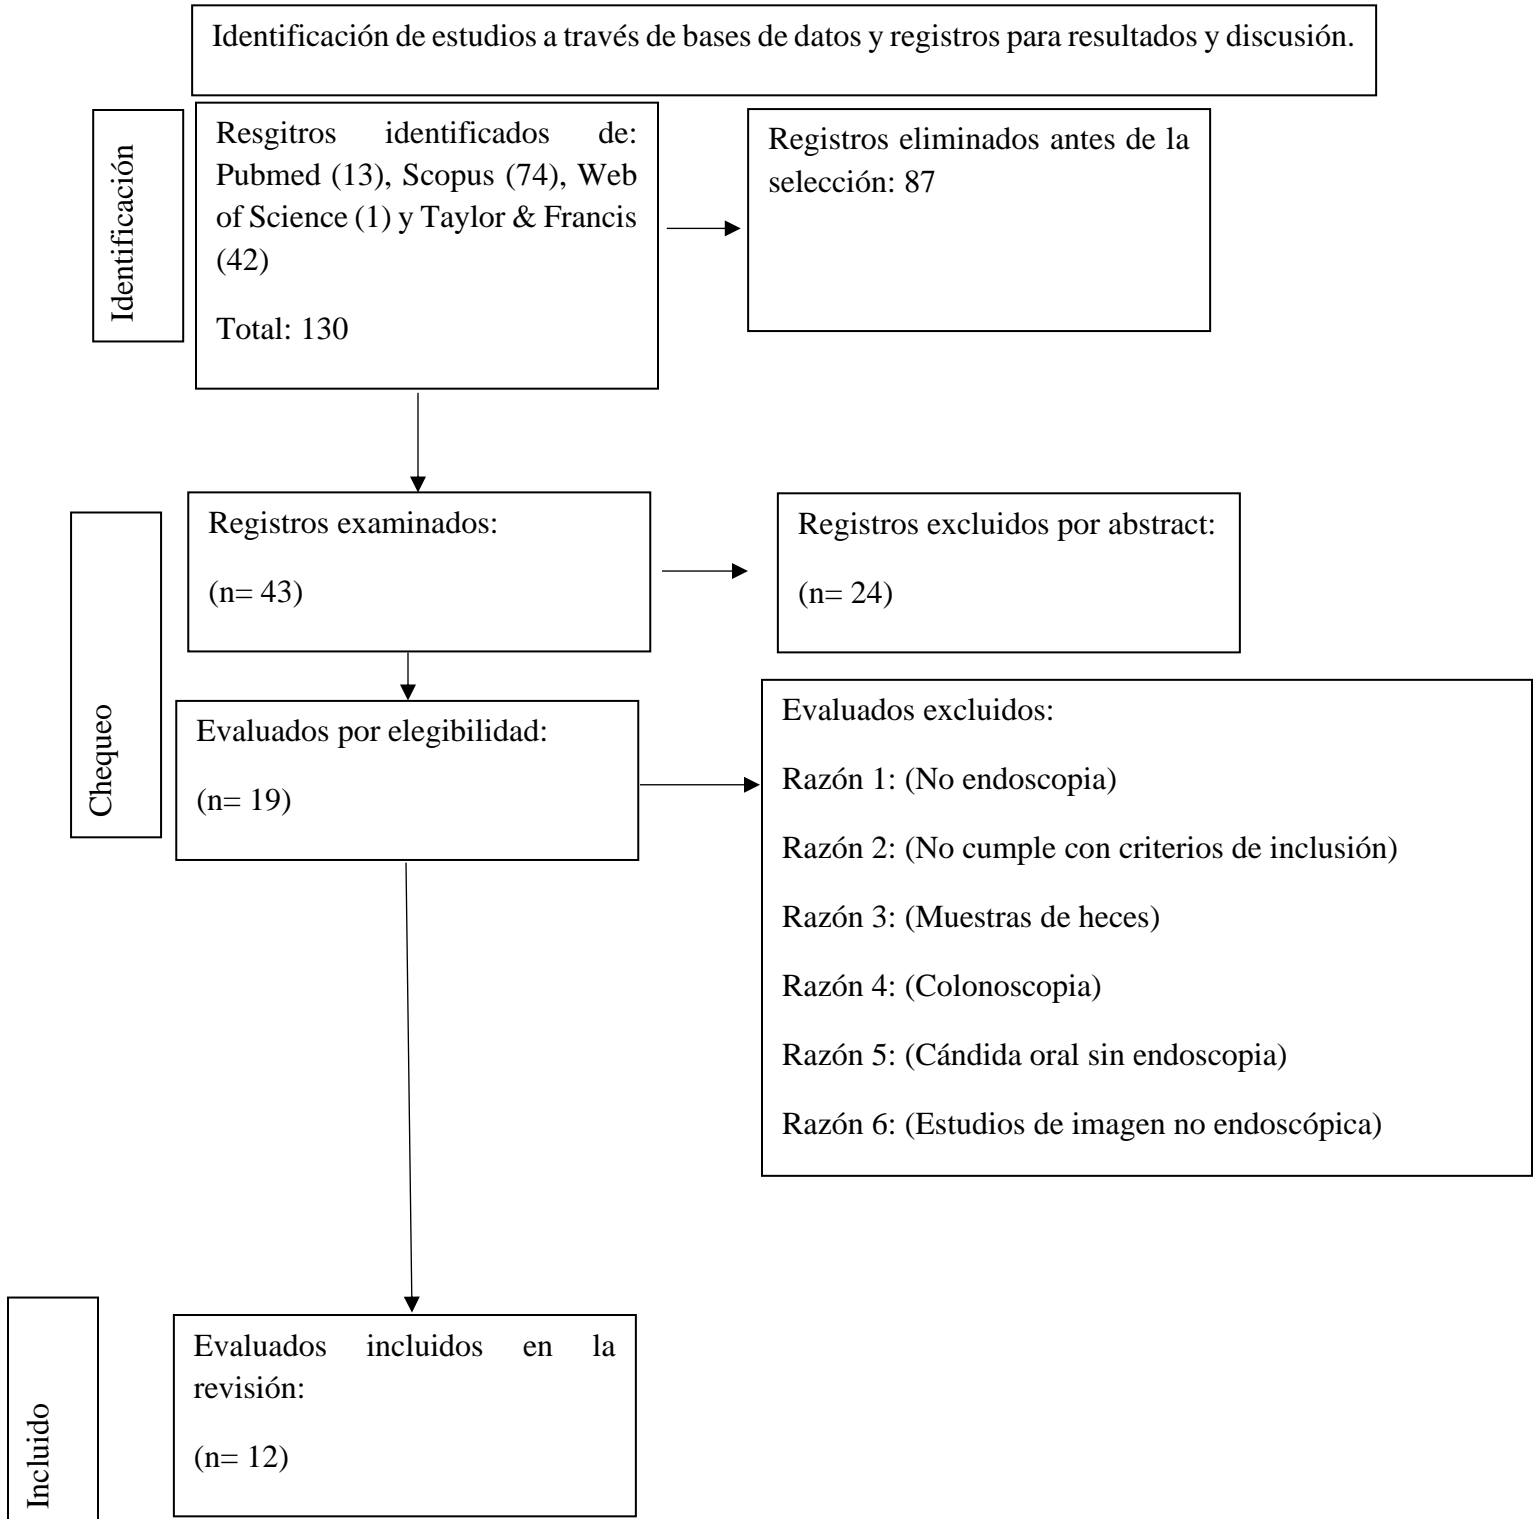 Identificación de estudios a través de bases de datos y registros para resultados y discusión.
Identificación
Resgitros identificados de:
Pubmed (13), Scopus (74), Web
of Science (1) y Taylor & Francis
(42)
Total: 130
Registros eliminados antes de la
selección: 87
Chequeo
Registros examinados:
(n= 43)
Registros excluidos por abstract:
(n= 24)
Evaluados por elegibilidad:
(n= 19)
Evaluados excluidos:
Razón 1: (No endoscopia)
Razón 2: (No cumple con criterios de inclusión)
Razón 3: (Muestras de heces)
Razón 4: (Colonoscopia)
Razón 5: (Cándida oral sin endoscopia)
Razón 6: (Estudios de imagen no endoscópica)
Incluido
Evaluados incluidos en la
revisión:
(n= 12)